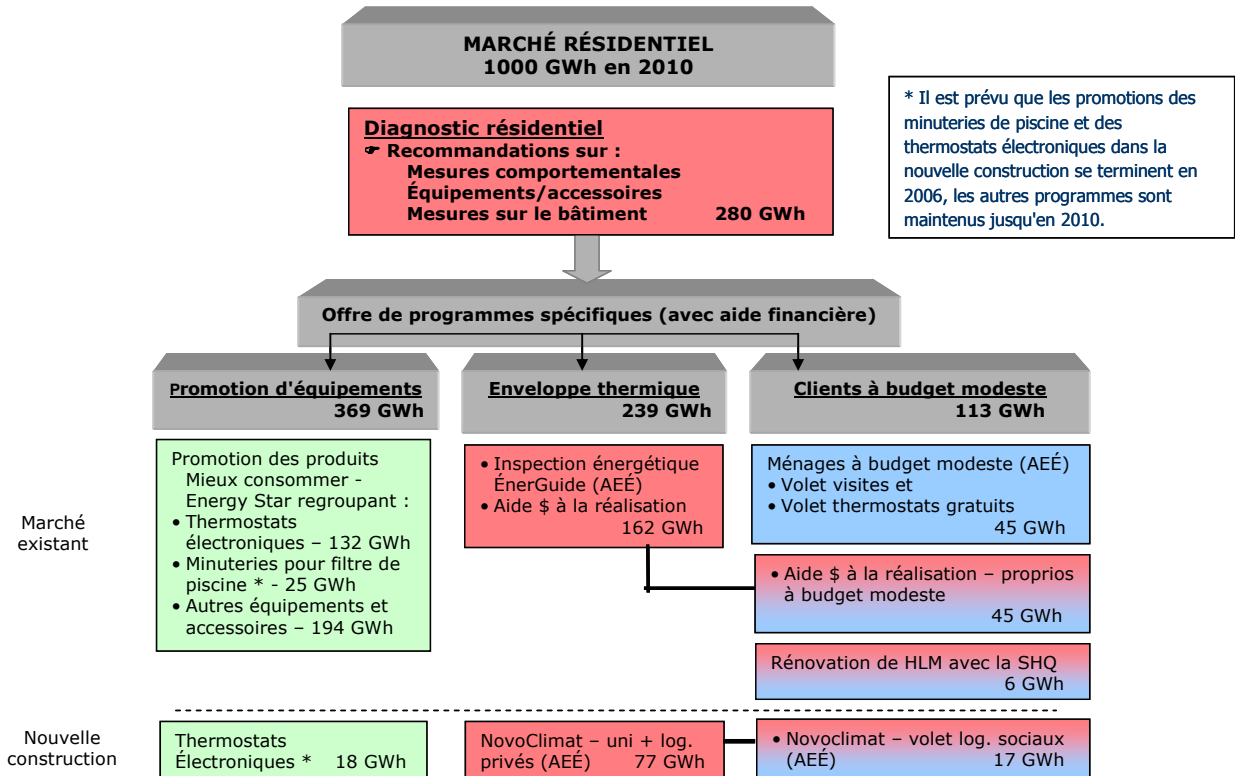 MARCHÉ RÉSIDENTIEL
1000 GWh en 2010
* Il est prévu que les promotions des
minuteries de piscine et des
thermostats électroniques dans la
nouvelle construction se terminent en
2006, les autres programmes sont
maintenus jusqu'en 2010.
Diagnostic résidentiel
☛ Recommandations sur :
Mesures comportementales
Équipements/accessoires
Mesures sur le bâtiment 280 GWh
Offre de programmes spécifiques (avec aide financière)
Promotion d'équipements
369 GWh
Enveloppe thermique
239 GWh
Clients à budget modeste
113 GWh
Marché
existant
Promotion des produits
Mieux consommer -
Energy Star regroupant :
• Thermostats
électroniques – 132 GWh
• Minuteries pour filtre de
piscine * - 25 GWh
• Autres équipements et
accessoires – 194 GWh
• Inspection énergétique
ÉnerGuide (AEÉ)
• Aide $ à la réalisation
162 GWh
Ménages à budget modeste (AEÉ)
• Volet visites et
• Volet thermostats gratuits
45 GWh
• Aide $ à la réalisation – proprios
à budget modeste
45 GWh
Rénovation de HLM avec la SHQ
6 GWh
Nouvelle
construction
Thermostats
Électroniques * 18 GWh
NovoClimat – uni + log.
privés (AEÉ) 77 GWh
• Novoclimat – volet log. sociaux
(AEÉ) 17 GWh